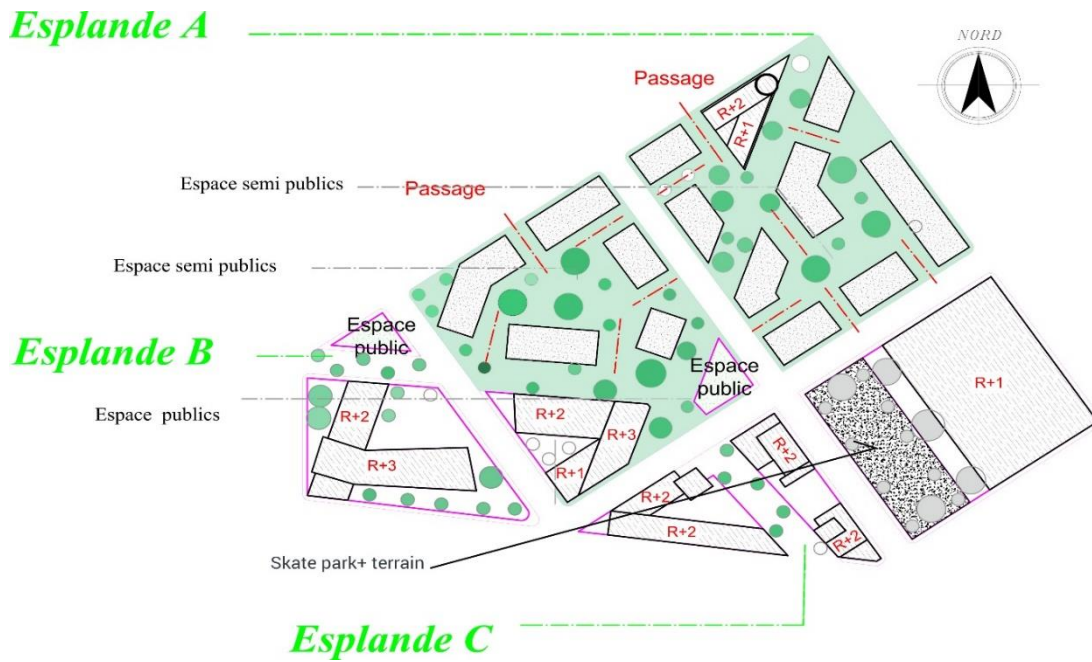 Esplande A
NORD
Passage
R+2
R+1
Espace semi publics
Passage
Espace semi publics
Espace
public
Esplande B
Espace
public
Espace  publics
R+1
R+2
R+2
R+3
R+2
R+3
R+1
R+2
R+2
R+2
Skate park+ terrain
Esplande C